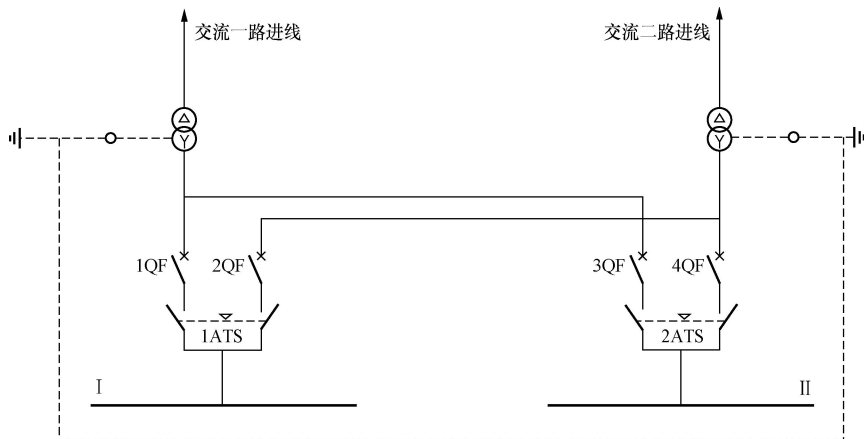 交流一路进线
交流二路进线
△
Y
△
Y
1QF
2QF
3QF
4QF
1ATS
2ATS
Ⅰ
Ⅱ